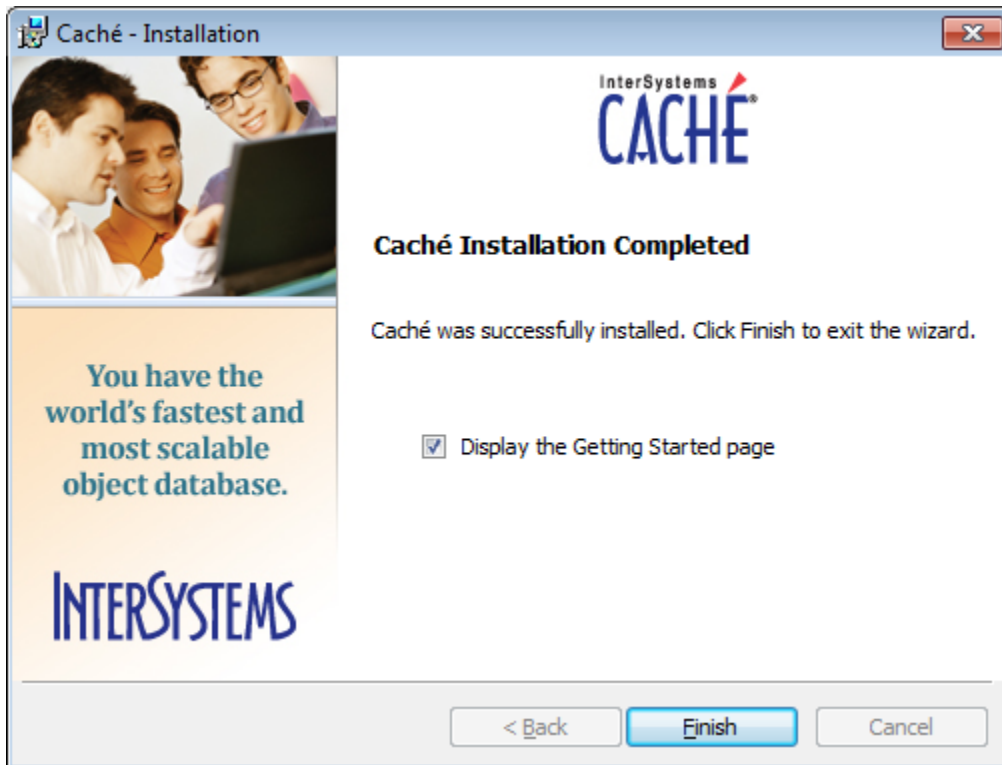 Caché - Installation
InterSystems
CACHÉ®
Caché Installation Completed
Caché was successfully installed. Click Finish to exit the wizard.
You have the
world's fastest and
most scalable
object database.
Display the Getting Started page
INTERSYSTEMS
< Back
Finish
Cancel